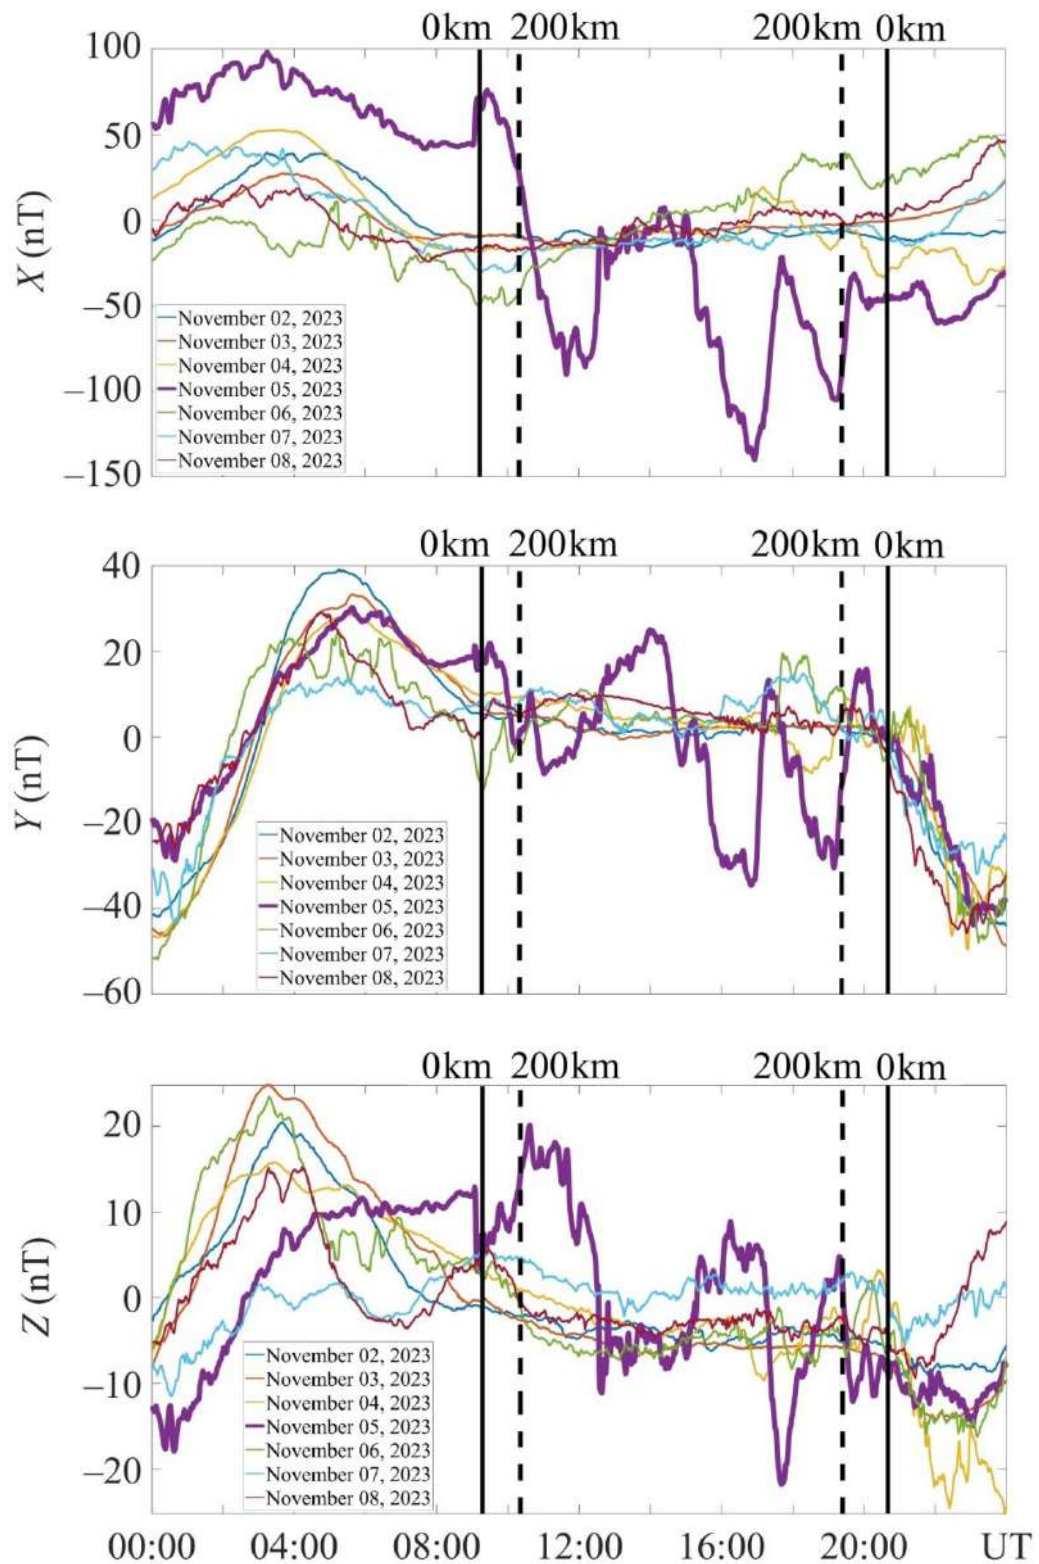 0km 200km 200km 0km
100
50
0
−50
−100
−150
X (nT)
November 02, 2023
November 03, 2023
November 04, 2023
November 05, 2023
November 06, 2023
November 07, 2023
November 08, 2023
0km 200km 200km 0km
40
20
0
−20
−40
−60
Y (nT)
November 02, 2023
November 03, 2023
November 04, 2023
November 05, 2023
November 06, 2023
November 07, 2023
November 08, 2023
0km 200km 200km 0km
20
10
0
−10
−20
Z (nT)
November 02, 2023
November 03, 2023
November 04, 2023
November 05, 2023
November 06, 2023
November 07, 2023
November 08, 2023
00:00 04:00 08:00 12:00 16:00 20:00 UT